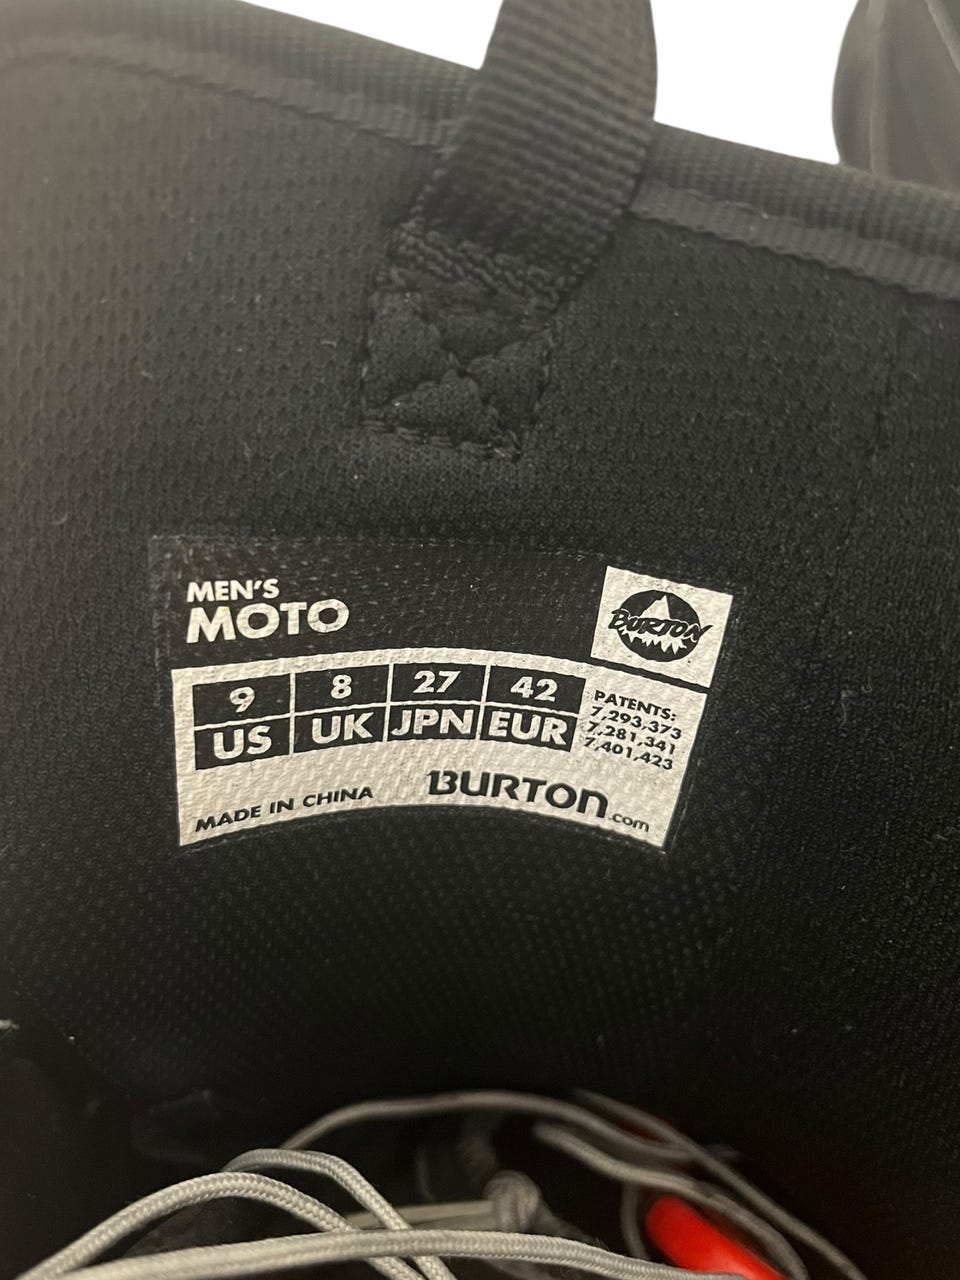 MEN'S
MOTO
BURTON
9 8 27 42
US UK JPN EUR
PATENTS:
7,293,373
7,281,341
7,401,423
MADE IN CHINA
BURTON.com